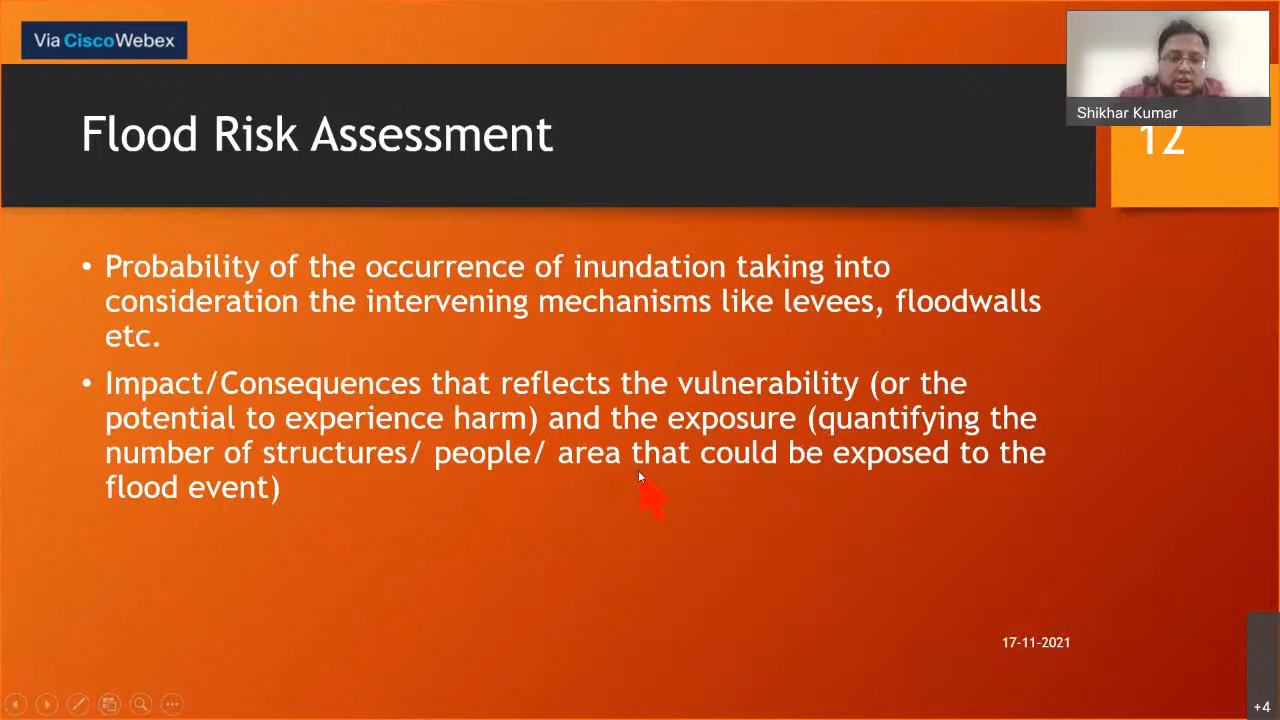 Via CiscoWebex
Shikhar Kumar
Flood Risk Assessment
12
• Probability of the occurrence of inundation taking into
consideration the intervening mechanisms like levees, floodwalls
etc.
• Impact/Consequences that reflects the vulnerability (or the
potential to experience harm) and the exposure (quantifying the
number of structures/ people/ area that could be exposed to the
flood event)
17-11-2021
+4